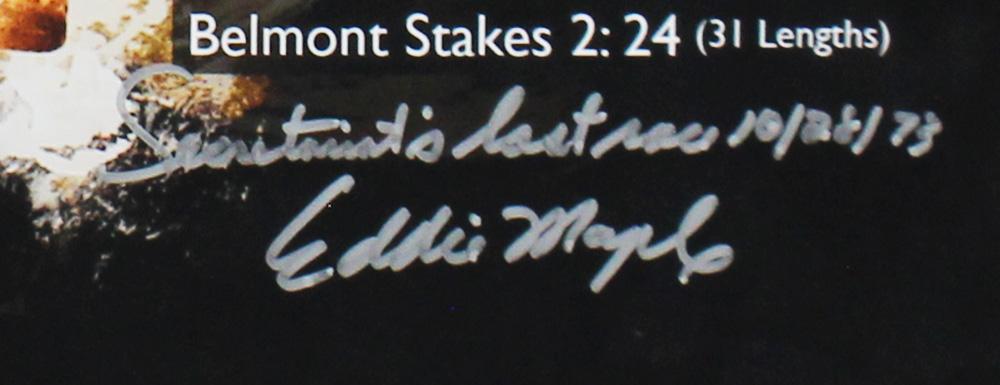 Belmont Stakes 2: 24 (31 Lengths)
Secretariat's last race 10/28/73
Eddie Maple